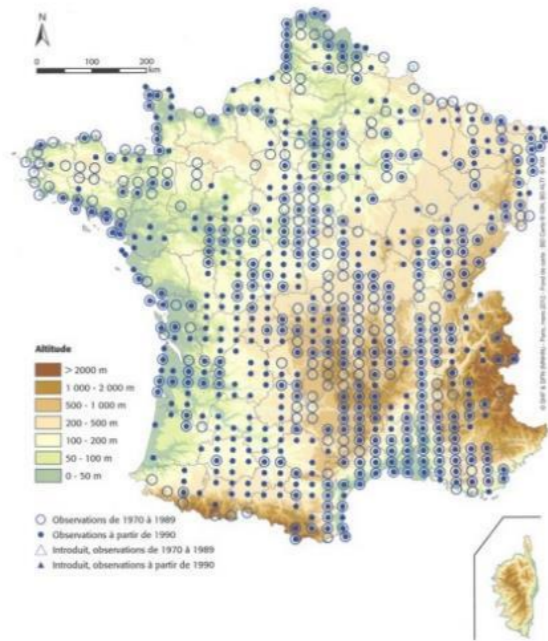 N
0 100 200
km
Altitude
> 2000 m
1 000 - 2 000 m
500 - 1 000 m
200 - 500 m
100 - 200 m
50 - 100 m
0 - 50 m
Observations de 1970 à 1989
Observations à partir de 1990
Introduit, observations de 1970 à 1989
Introduit, observations à partir de 1990